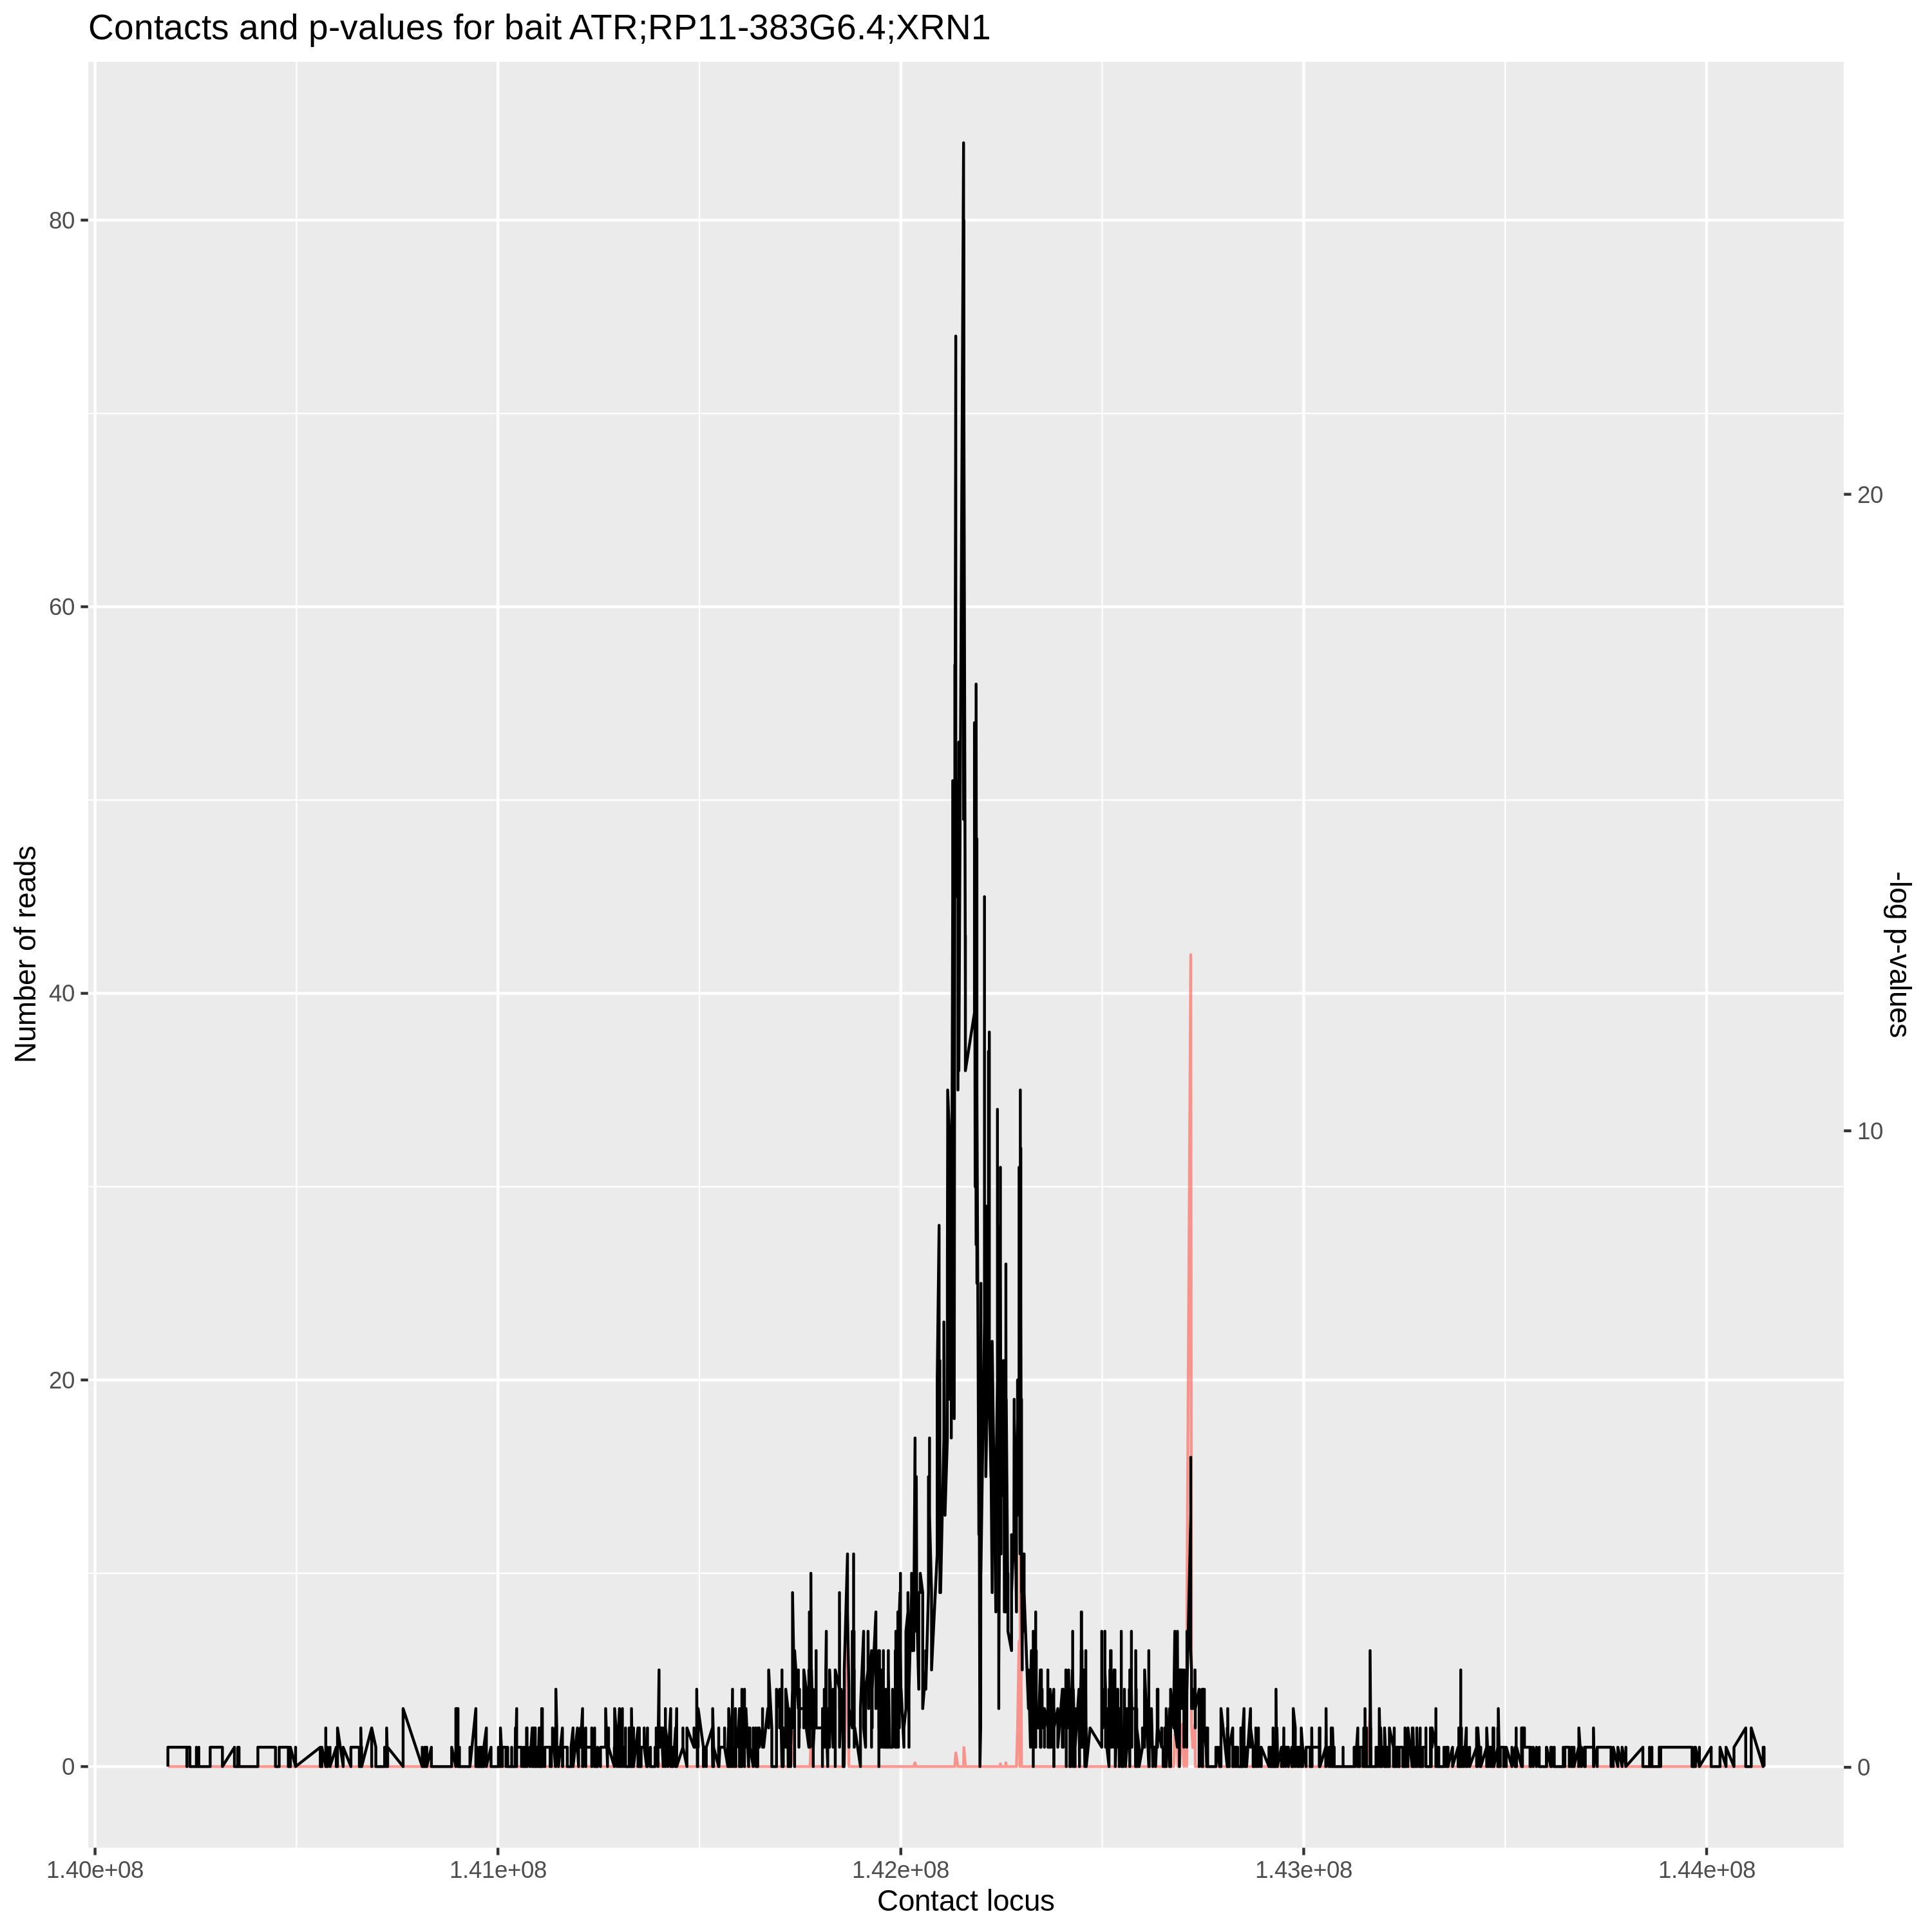 Contacts and p-values for bait ATR;RP11-383G6.4;XRN1
80
60
40
20
0
Number of reads
20
10
0
-log p-values
1.40e+08
1.41e+08
1.42e+08
1.43e+08
1.44e+08
Contact locus